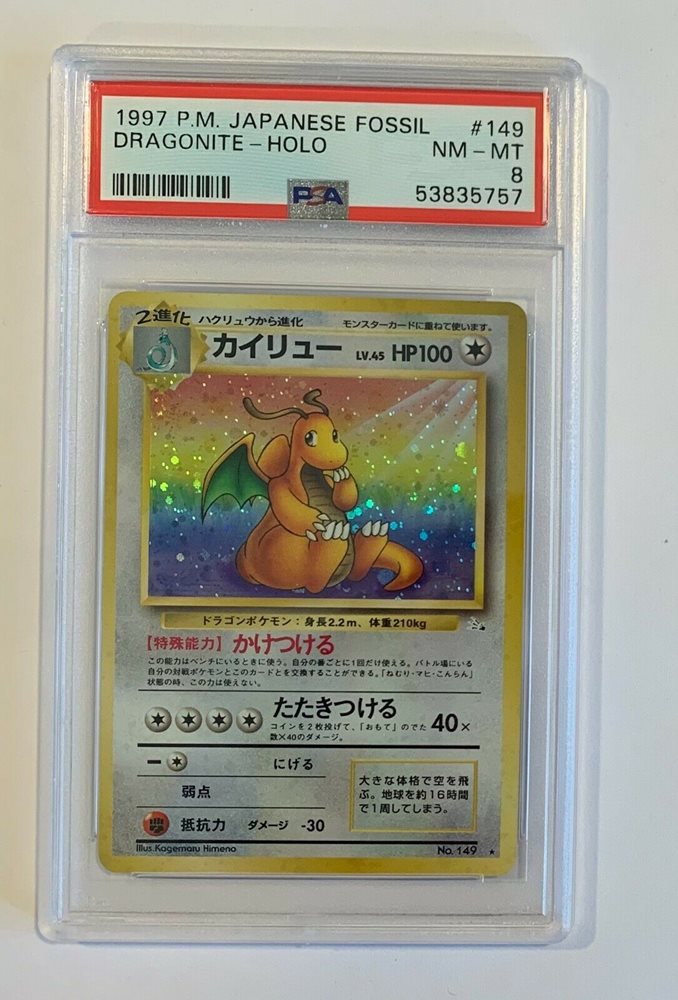 1997 P.M. JAPANESE FOSSIL #149
DRAGONITE - HOLO NM - MT
8
PSA 53835757
2進化 ハクリュウから進化 モンスターカードに重ねて使います。
カイリュー LV.45 HP100
ドラゴンポケモン：身長2.2m、体重210kg
【特殊能力】かけつける
この能力はベンチにいるときに使う。自分の番ごとに1回だけ使える。バトル場にいる
自分の対戦ポケモンとこのカードとを交換することができる。「ねむり・マヒ・こんらん」
状態の時、この力は使えない。
たたきつける
コインを2枚投げて、「おもて」のでた 40×
数×40のダメージ。
にげる
弱点
抵抗力 ダメージ -30
大きな体格で空を飛
ぶ。地球を約16時間
で1周してしまう。
Illus.Kagemaru Himeno No.149 ★